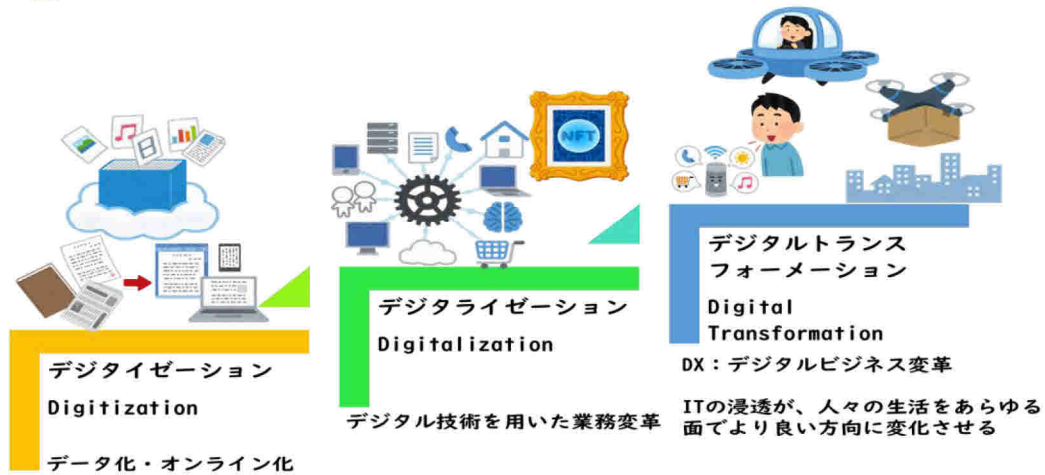 デジタイゼーション
Digitization
データ化・オンライン化
NFT
デジタライゼーション
Digitalization
デジタル技術を用いた業務変革
デジタルトランス
フォーメーション
Digital
Transformation
DX：デジタルビジネス変革
ITの浸透が、人々の生活をあらゆる
面でより良い方向に変化させる